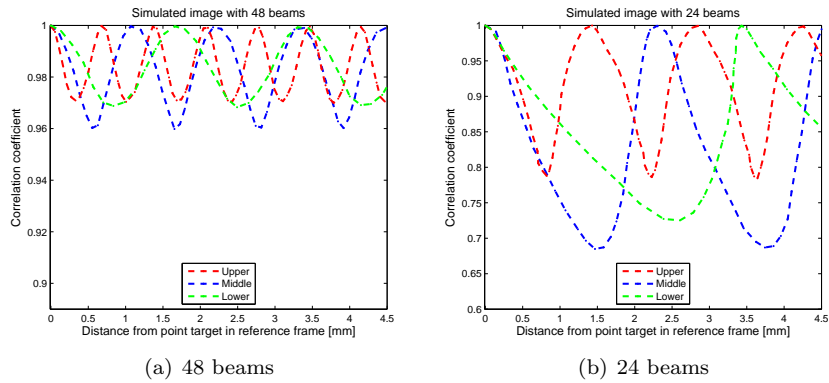 Simulated image with 48 beams
1
0.98
0.96
0.94
0.92
0.9
Correlation coefficient
Upper
Middle
Lower
0 0.5 1 1.5 2 2.5 3 3.5 4 4.5
Distance from point target in reference frame [mm]
(a) 48 beams
Simulated image with 24 beams
1
0.95
0.9
0.85
0.8
0.75
0.7
0.65
0.6
Correlation coefficient
Upper
Middle
Lower
0 0.5 1 1.5 2 2.5 3 3.5 4 4.5
Distance from point target in reference frame [mm]
(b) 24 beams